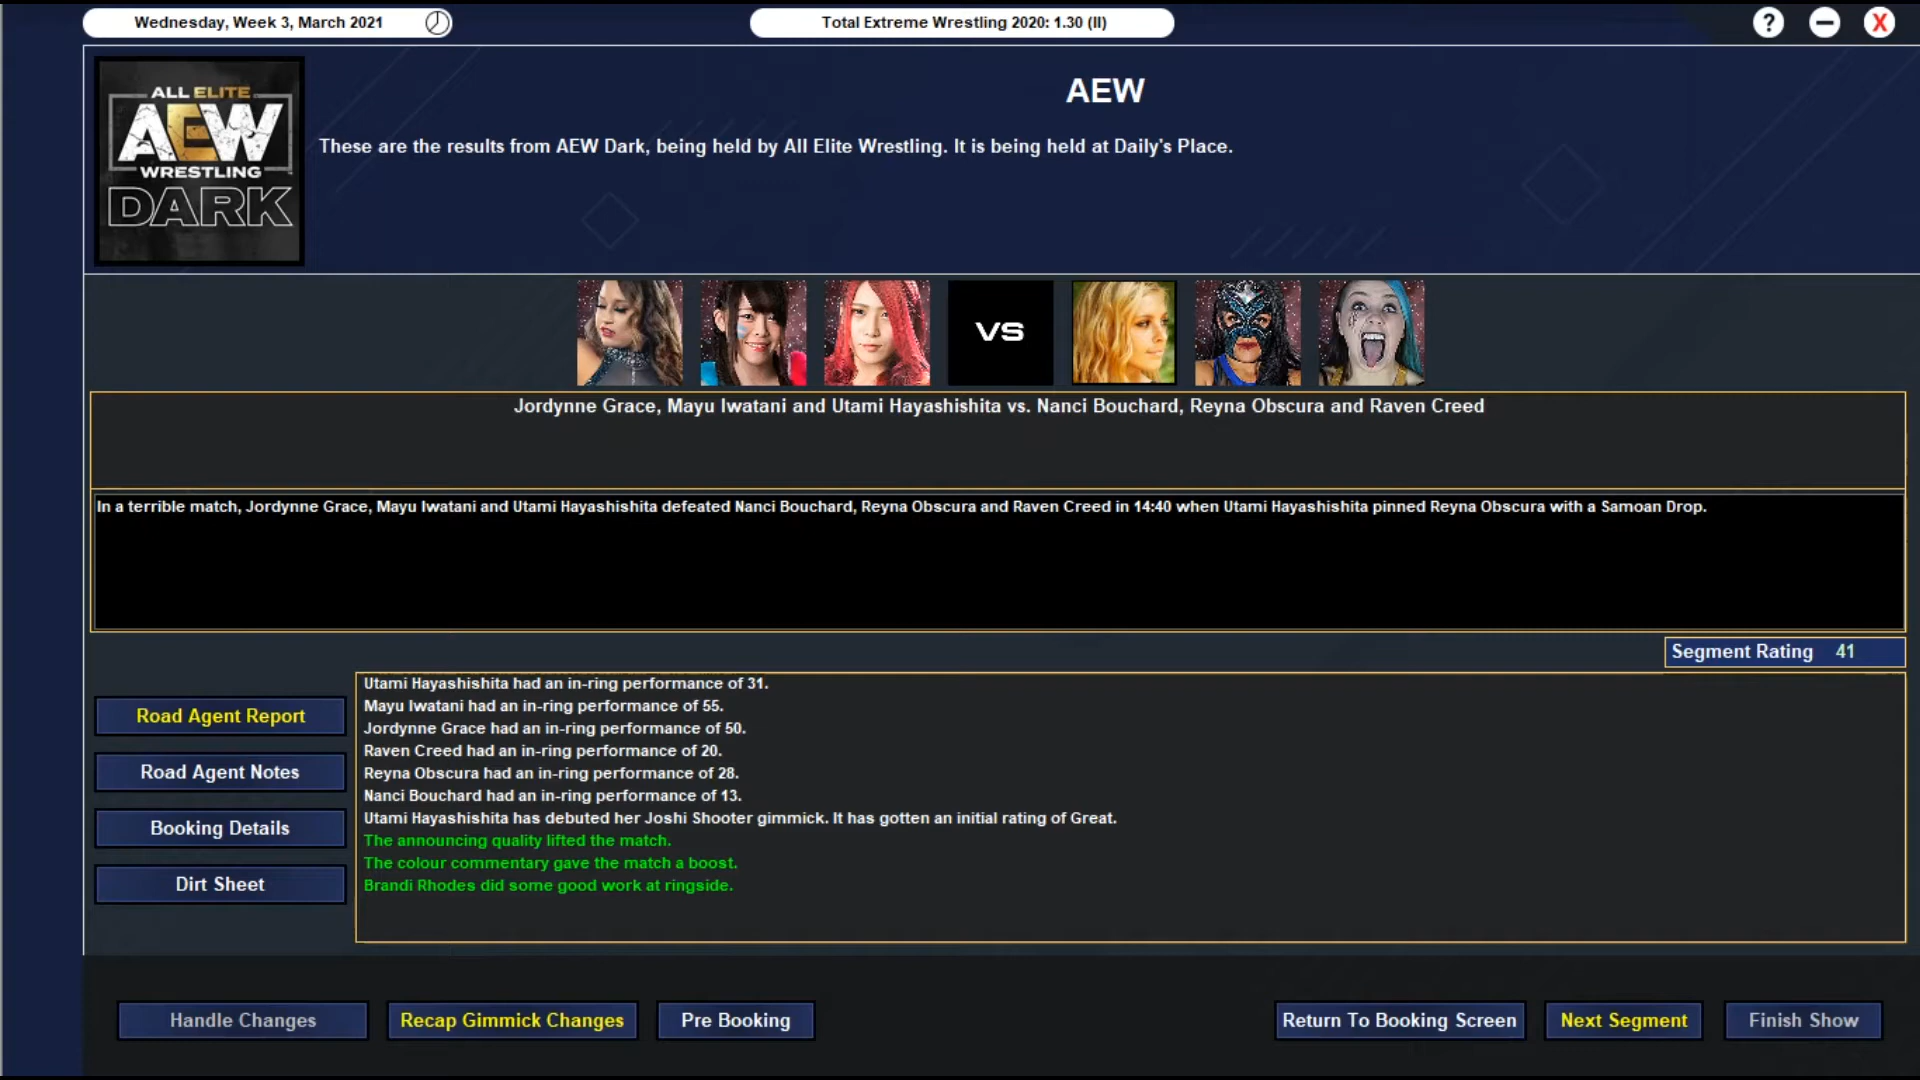 Wednesday, Week 3, March 2021
Total Extreme Wrestling 2020: 1.30 (II)
?
X
ALL ELITE
AEW
WRESTLING
DARK
AEW
These are the results from AEW Dark, being held by All Elite Wrestling. It is being held at Daily's Place.
VS
Jordynne Grace, Mayu Iwatani and Utami Hayashishita vs. Nanci Bouchard, Reyna Obscura and Raven Creed
In a terrible match, Jordynne Grace, Mayu Iwatani and Utami Hayashishita defeated Nanci Bouchard, Reyna Obscura and Raven Creed in 14:40 when Utami Hayashishita pinned Reyna Obscura with a Samoan Drop.
Segment Rating 41
Road Agent Report
Road Agent Notes
Booking Details
Dirt Sheet
Utami Hayashishita had an in-ring performance of 31.
Mayu Iwatani had an in-ring performance of 55.
Jordynne Grace had an in-ring performance of 50.
Raven Creed had an in-ring performance of 20.
Reyna Obscura had an in-ring performance of 28.
Nanci Bouchard had an in-ring performance of 13.
Utami Hayashishita has debuted her Joshi Shooter gimmick. It has gotten an initial rating of Great.
The announcing quality lifted the match.
The colour commentary gave the match a boost.
Brandi Rhodes did some good work at ringside.
Handle Changes
Recap Gimmick Changes
Pre Booking
Return To Booking Screen
Next Segment
Finish Show